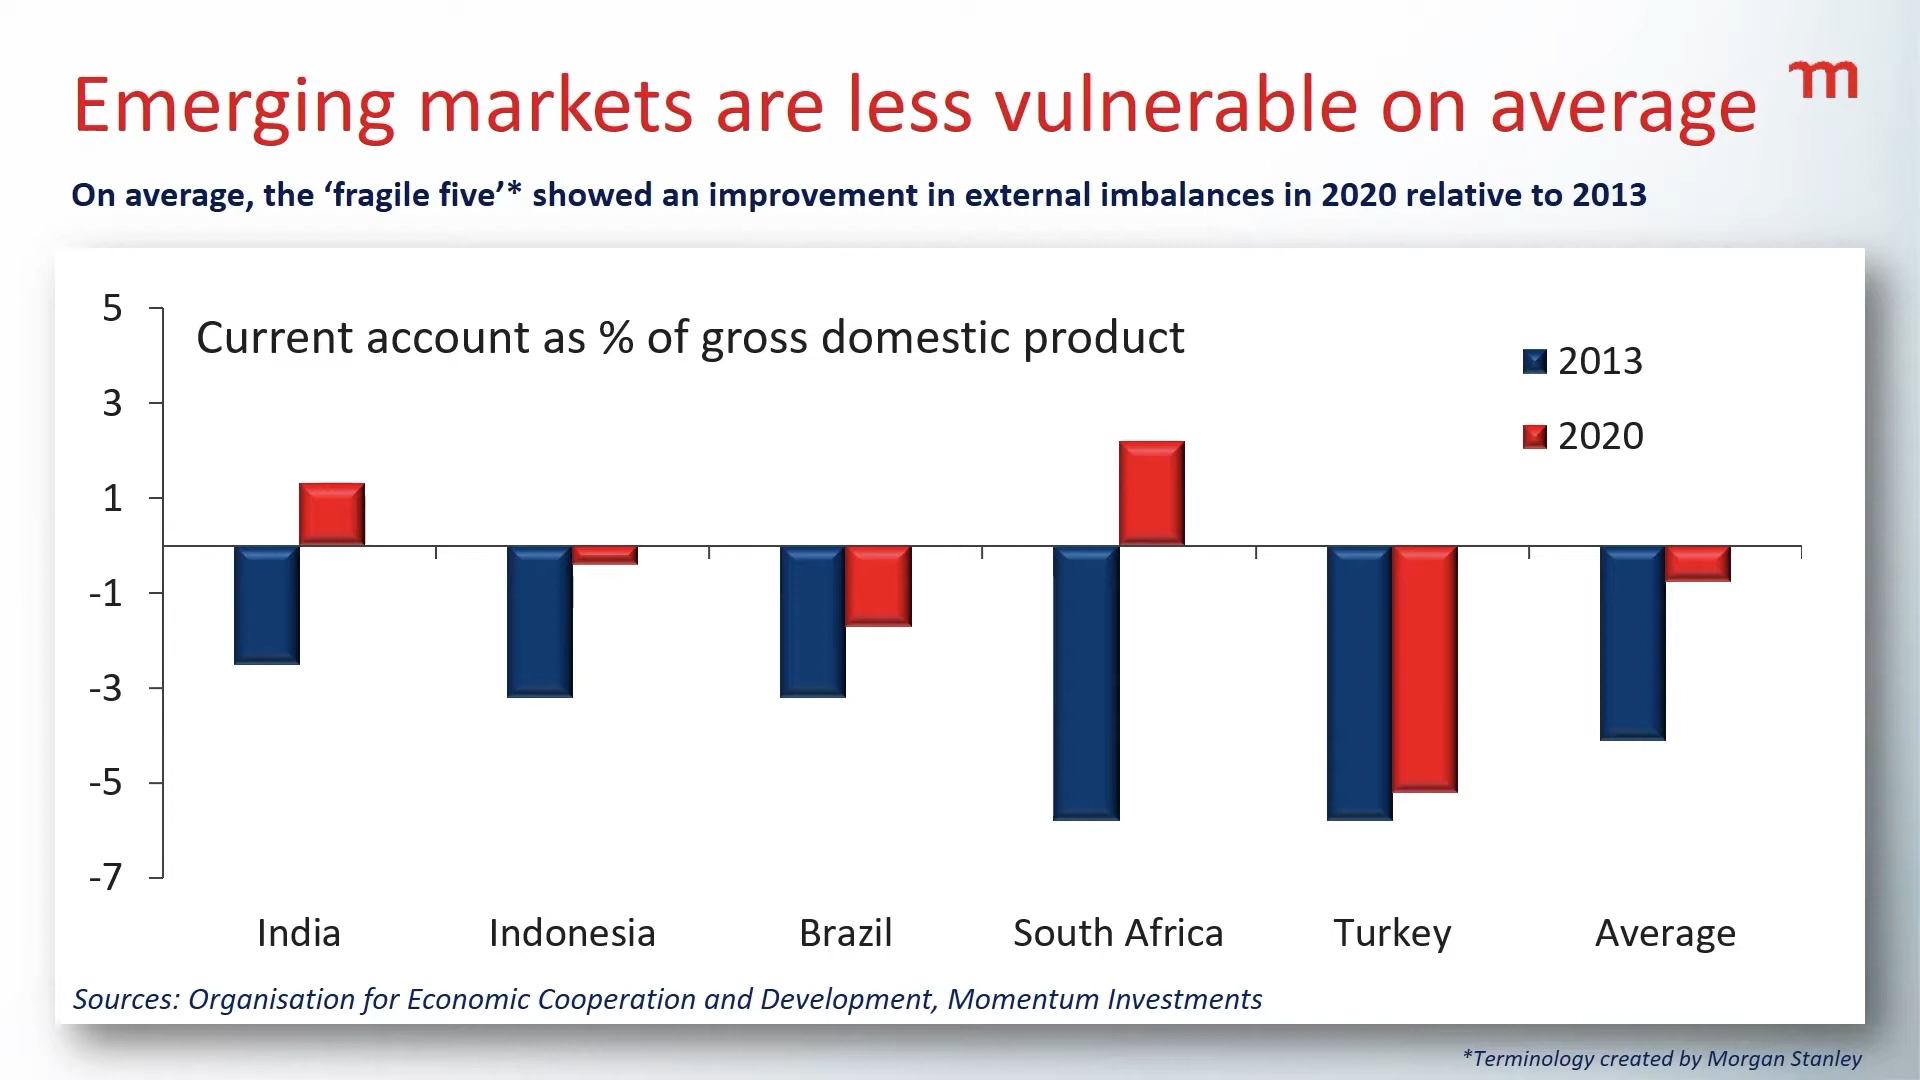 Emerging markets are less vulnerable on average
m
On average, the ‘fragile five’* showed an improvement in external imbalances in 2020 relative to 2013
Current account as % of gross domestic product
2013
2020
5
3
1
-1
-3
-5
-7
India Indonesia Brazil South Africa Turkey Average
Sources: Organisation for Economic Cooperation and Development, Momentum Investments
*Terminology created by Morgan Stanley